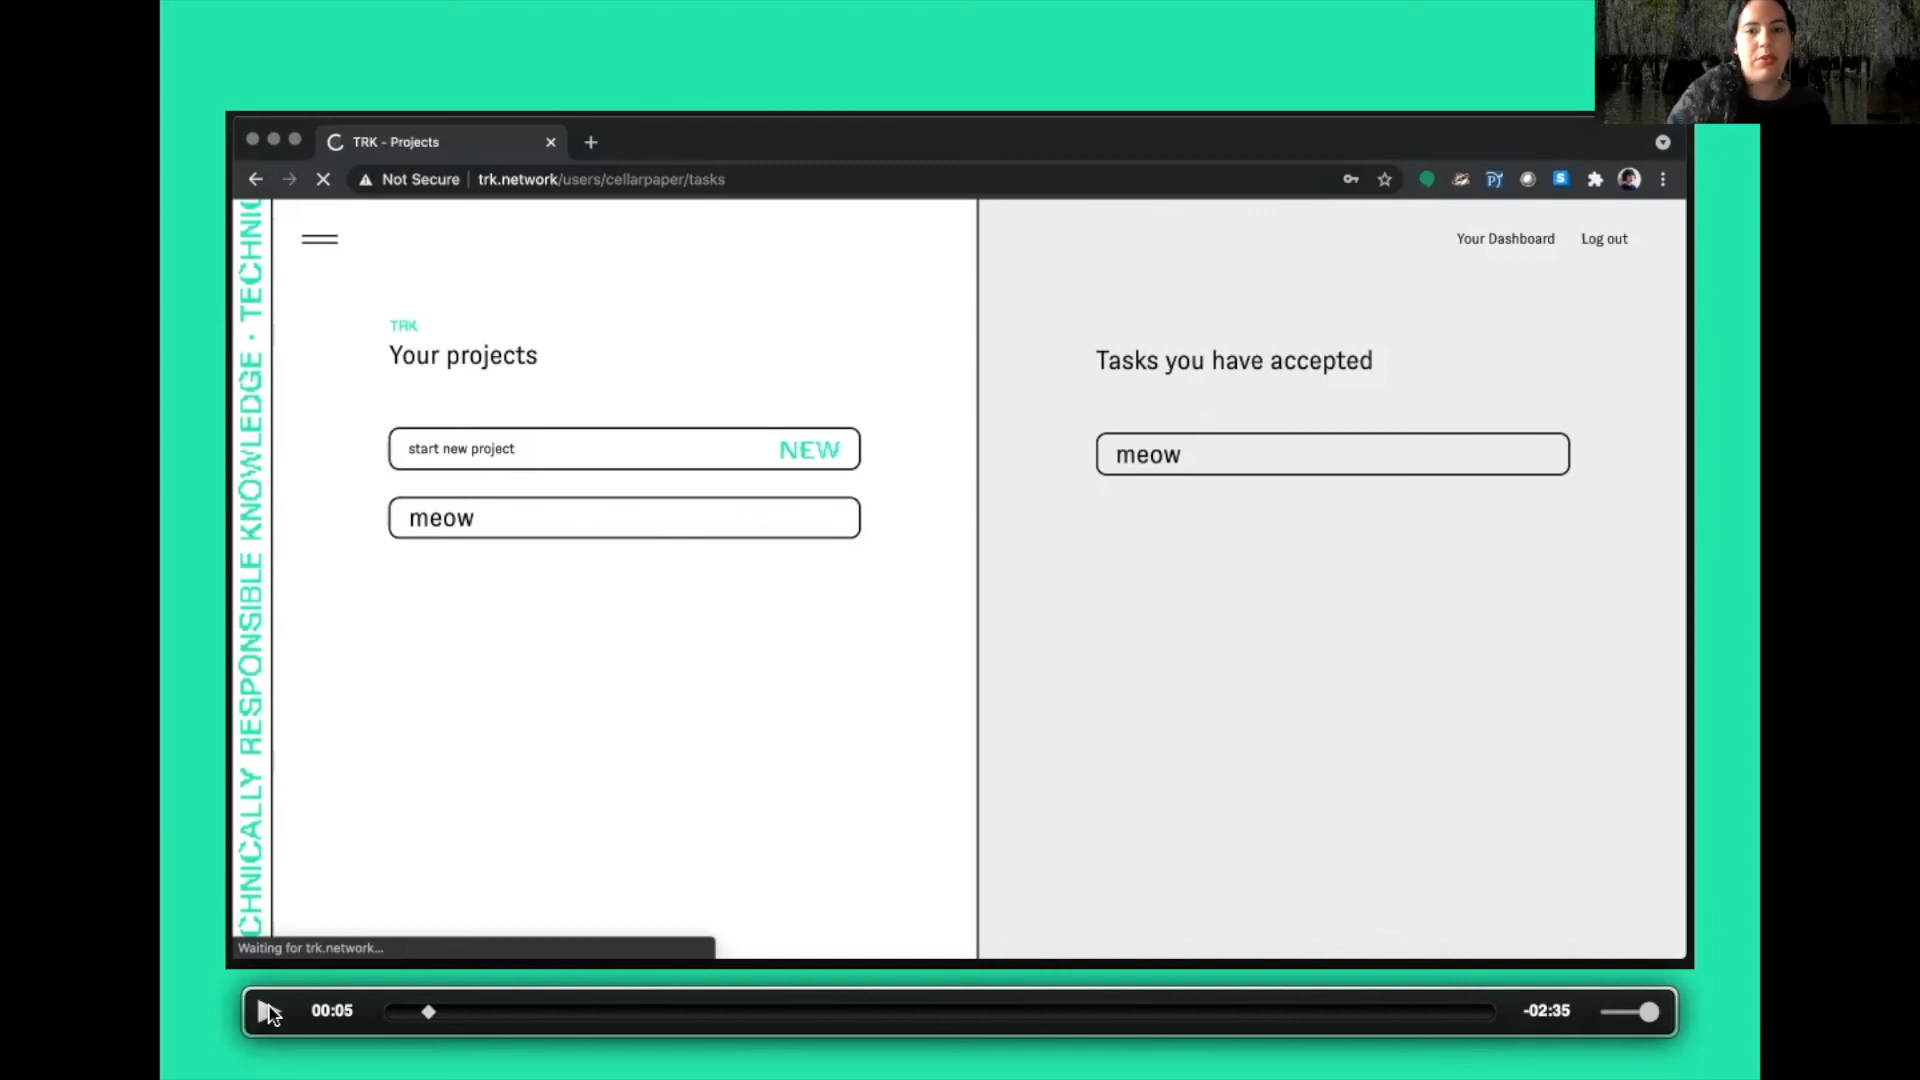 TRK - Projects
Not Secure
trk.network/users/cellarpaper/tasks
Your Dashboard
Log out
CHNICALLY RESPONSIBLE KNOWLEDGE · TECHNIC
TRK
Your projects
start new project
NEW
meow
Tasks you have accepted
meow
Waiting for trk.network...
00:05
-02:35